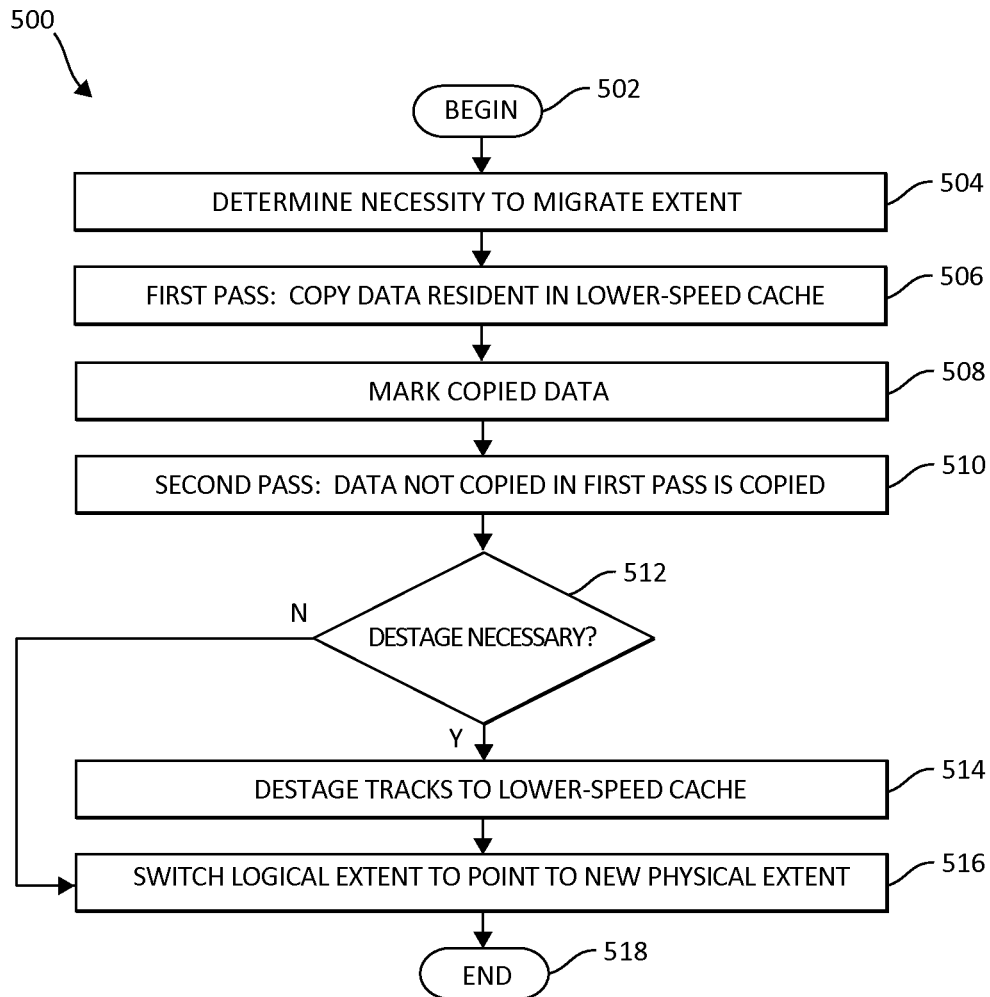 500
BEGIN
502
DETERMINE NECESSITY TO MIGRATE EXTENT
504
FIRST PASS: COPY DATA RESIDENT IN LOWER-SPEED CACHE
506
MARK COPIED DATA
508
SECOND PASS: DATA NOT COPIED IN FIRST PASS IS COPIED
510
512
N
DESTAGE NECESSARY?
Y
DESTAGE TRACKS TO LOWER-SPEED CACHE
514
SWITCH LOGICAL EXTENT TO POINT TO NEW PHYSICAL EXTENT
516
END
518